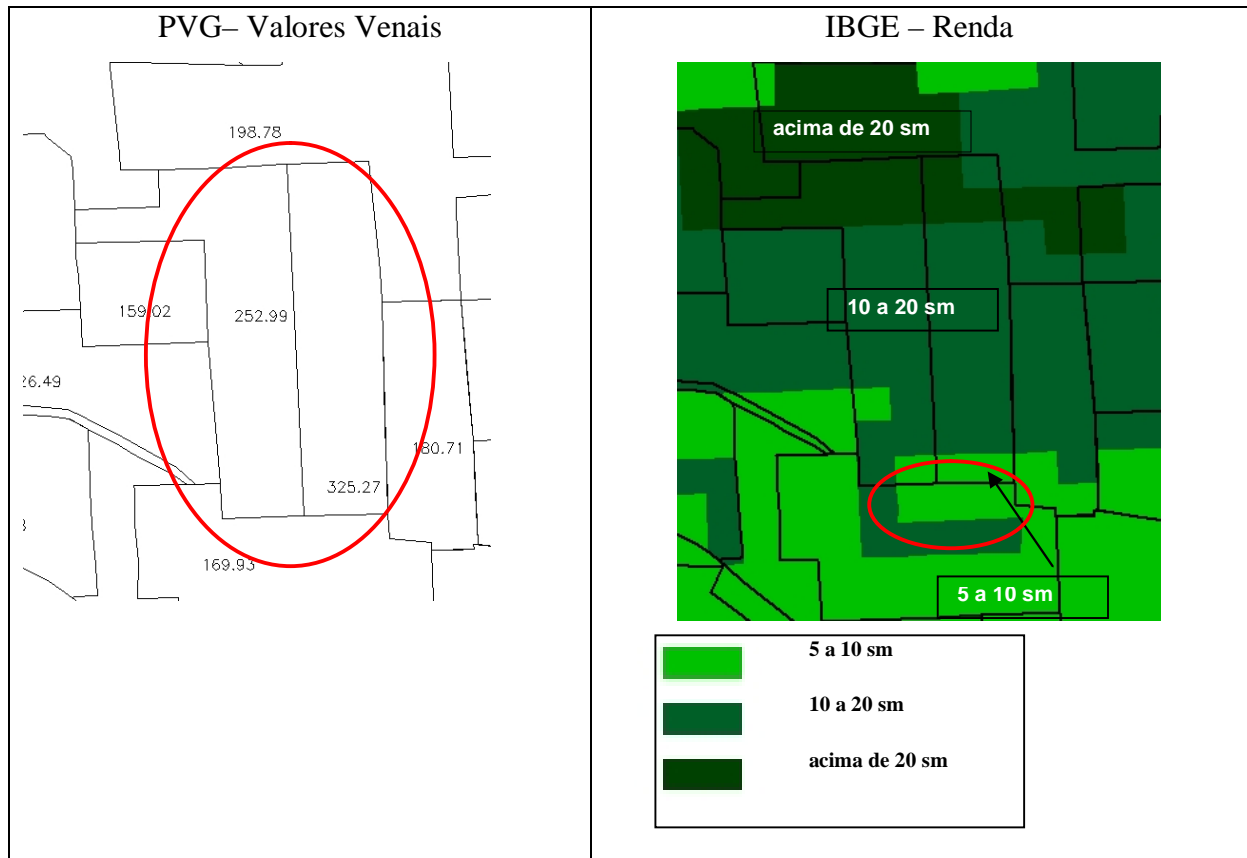 PVG– Valores Venais
198.78
159.02
252.99
26.49
180.71
325.27
169.93
IBGE – Renda
acima de 20 sm
10 a 20 sm
5 a 10 sm
5 a 10 sm
10 a 20 sm
acima de 20 sm